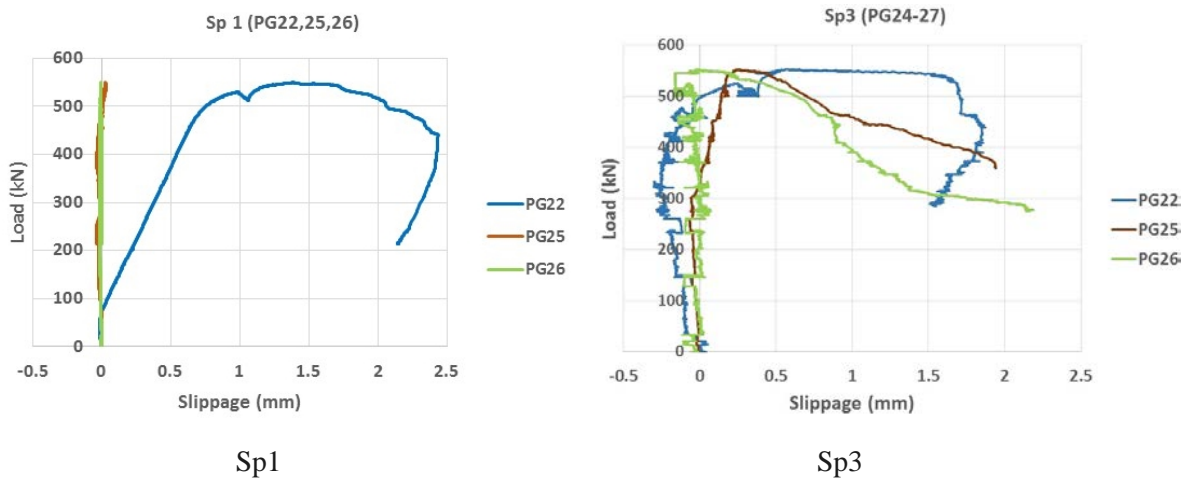 Sp 1 (PG22,25,26)
600
500
400
300
200
100
0
Load (kN)
-0.5 0 0.5 1 1.5 2 2.5
Slippage (mm)
PG22
PG25
PG26
Sp3 (PG24-27)
600
500
400
300
200
100
0
Load (kN)
-0.5 0 0.5 1 1.5 2 2.5
Slippage (mm)
PG22
PG25
PG26
Sp1
Sp3